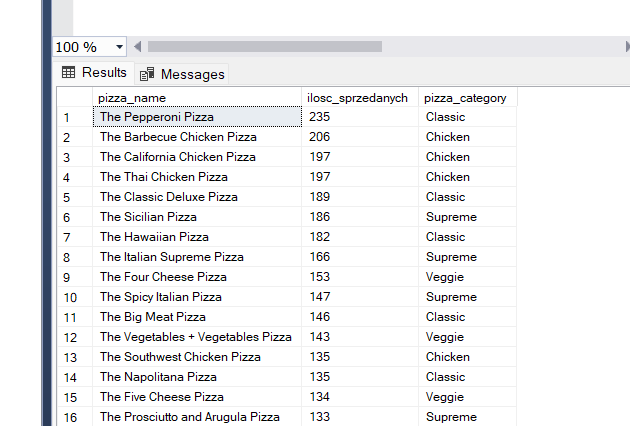 100 %
Results Messages
pizza_name ilosc_sprzedanych pizza_category
1 The Pepperoni Pizza 235 Classic
2 The Barbecue Chicken Pizza 206 Chicken
3 The California Chicken Pizza 197 Chicken
4 The Thai Chicken Pizza 197 Chicken
5 The Classic Deluxe Pizza 189 Classic
6 The Sicilian Pizza 186 Supreme
7 The Hawaiian Pizza 182 Classic
8 The Italian Supreme Pizza 166 Supreme
9 The Four Cheese Pizza 153 Veggie
10 The Spicy Italian Pizza 147 Supreme
11 The Big Meat Pizza 146 Classic
12 The Vegetables + Vegetables Pizza 143 Veggie
13 The Southwest Chicken Pizza 135 Chicken
14 The Napolitana Pizza 135 Classic
15 The Five Cheese Pizza 134 Veggie
16 The Prosciutto and Arugula Pizza 133 Supreme